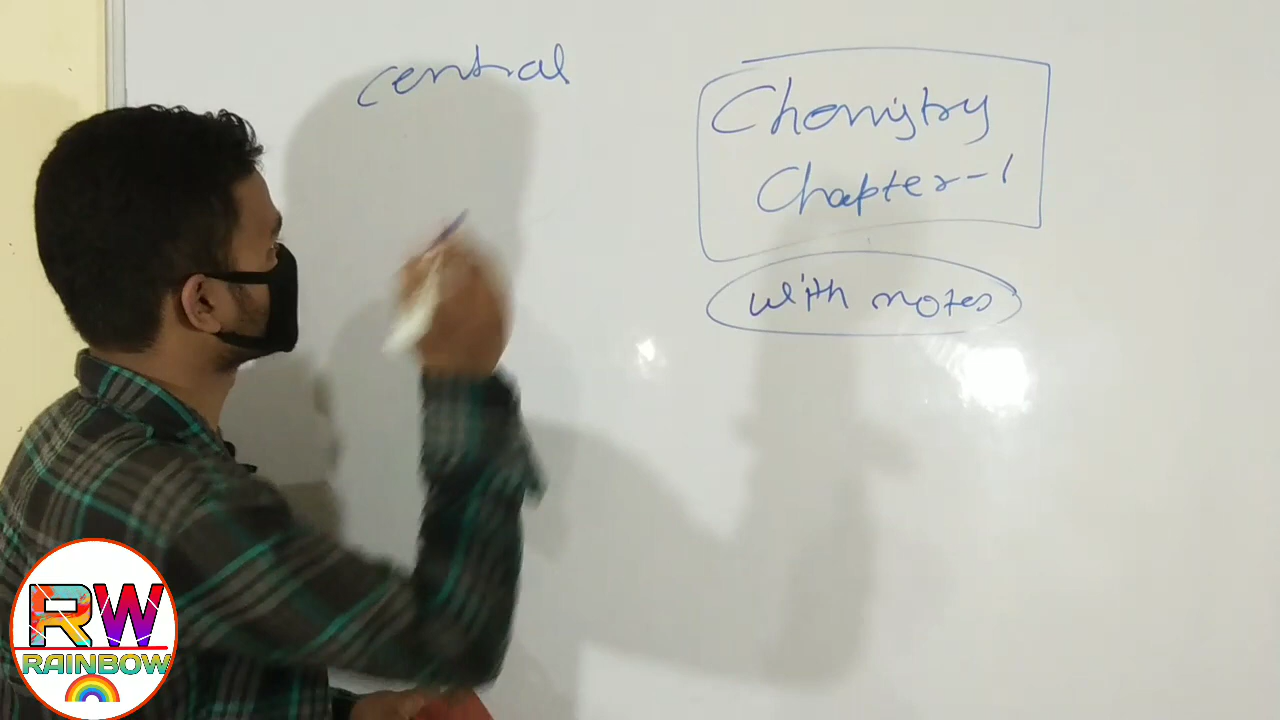 central
Chemistry
Chapter-1
with notes
RW
RAINBOW